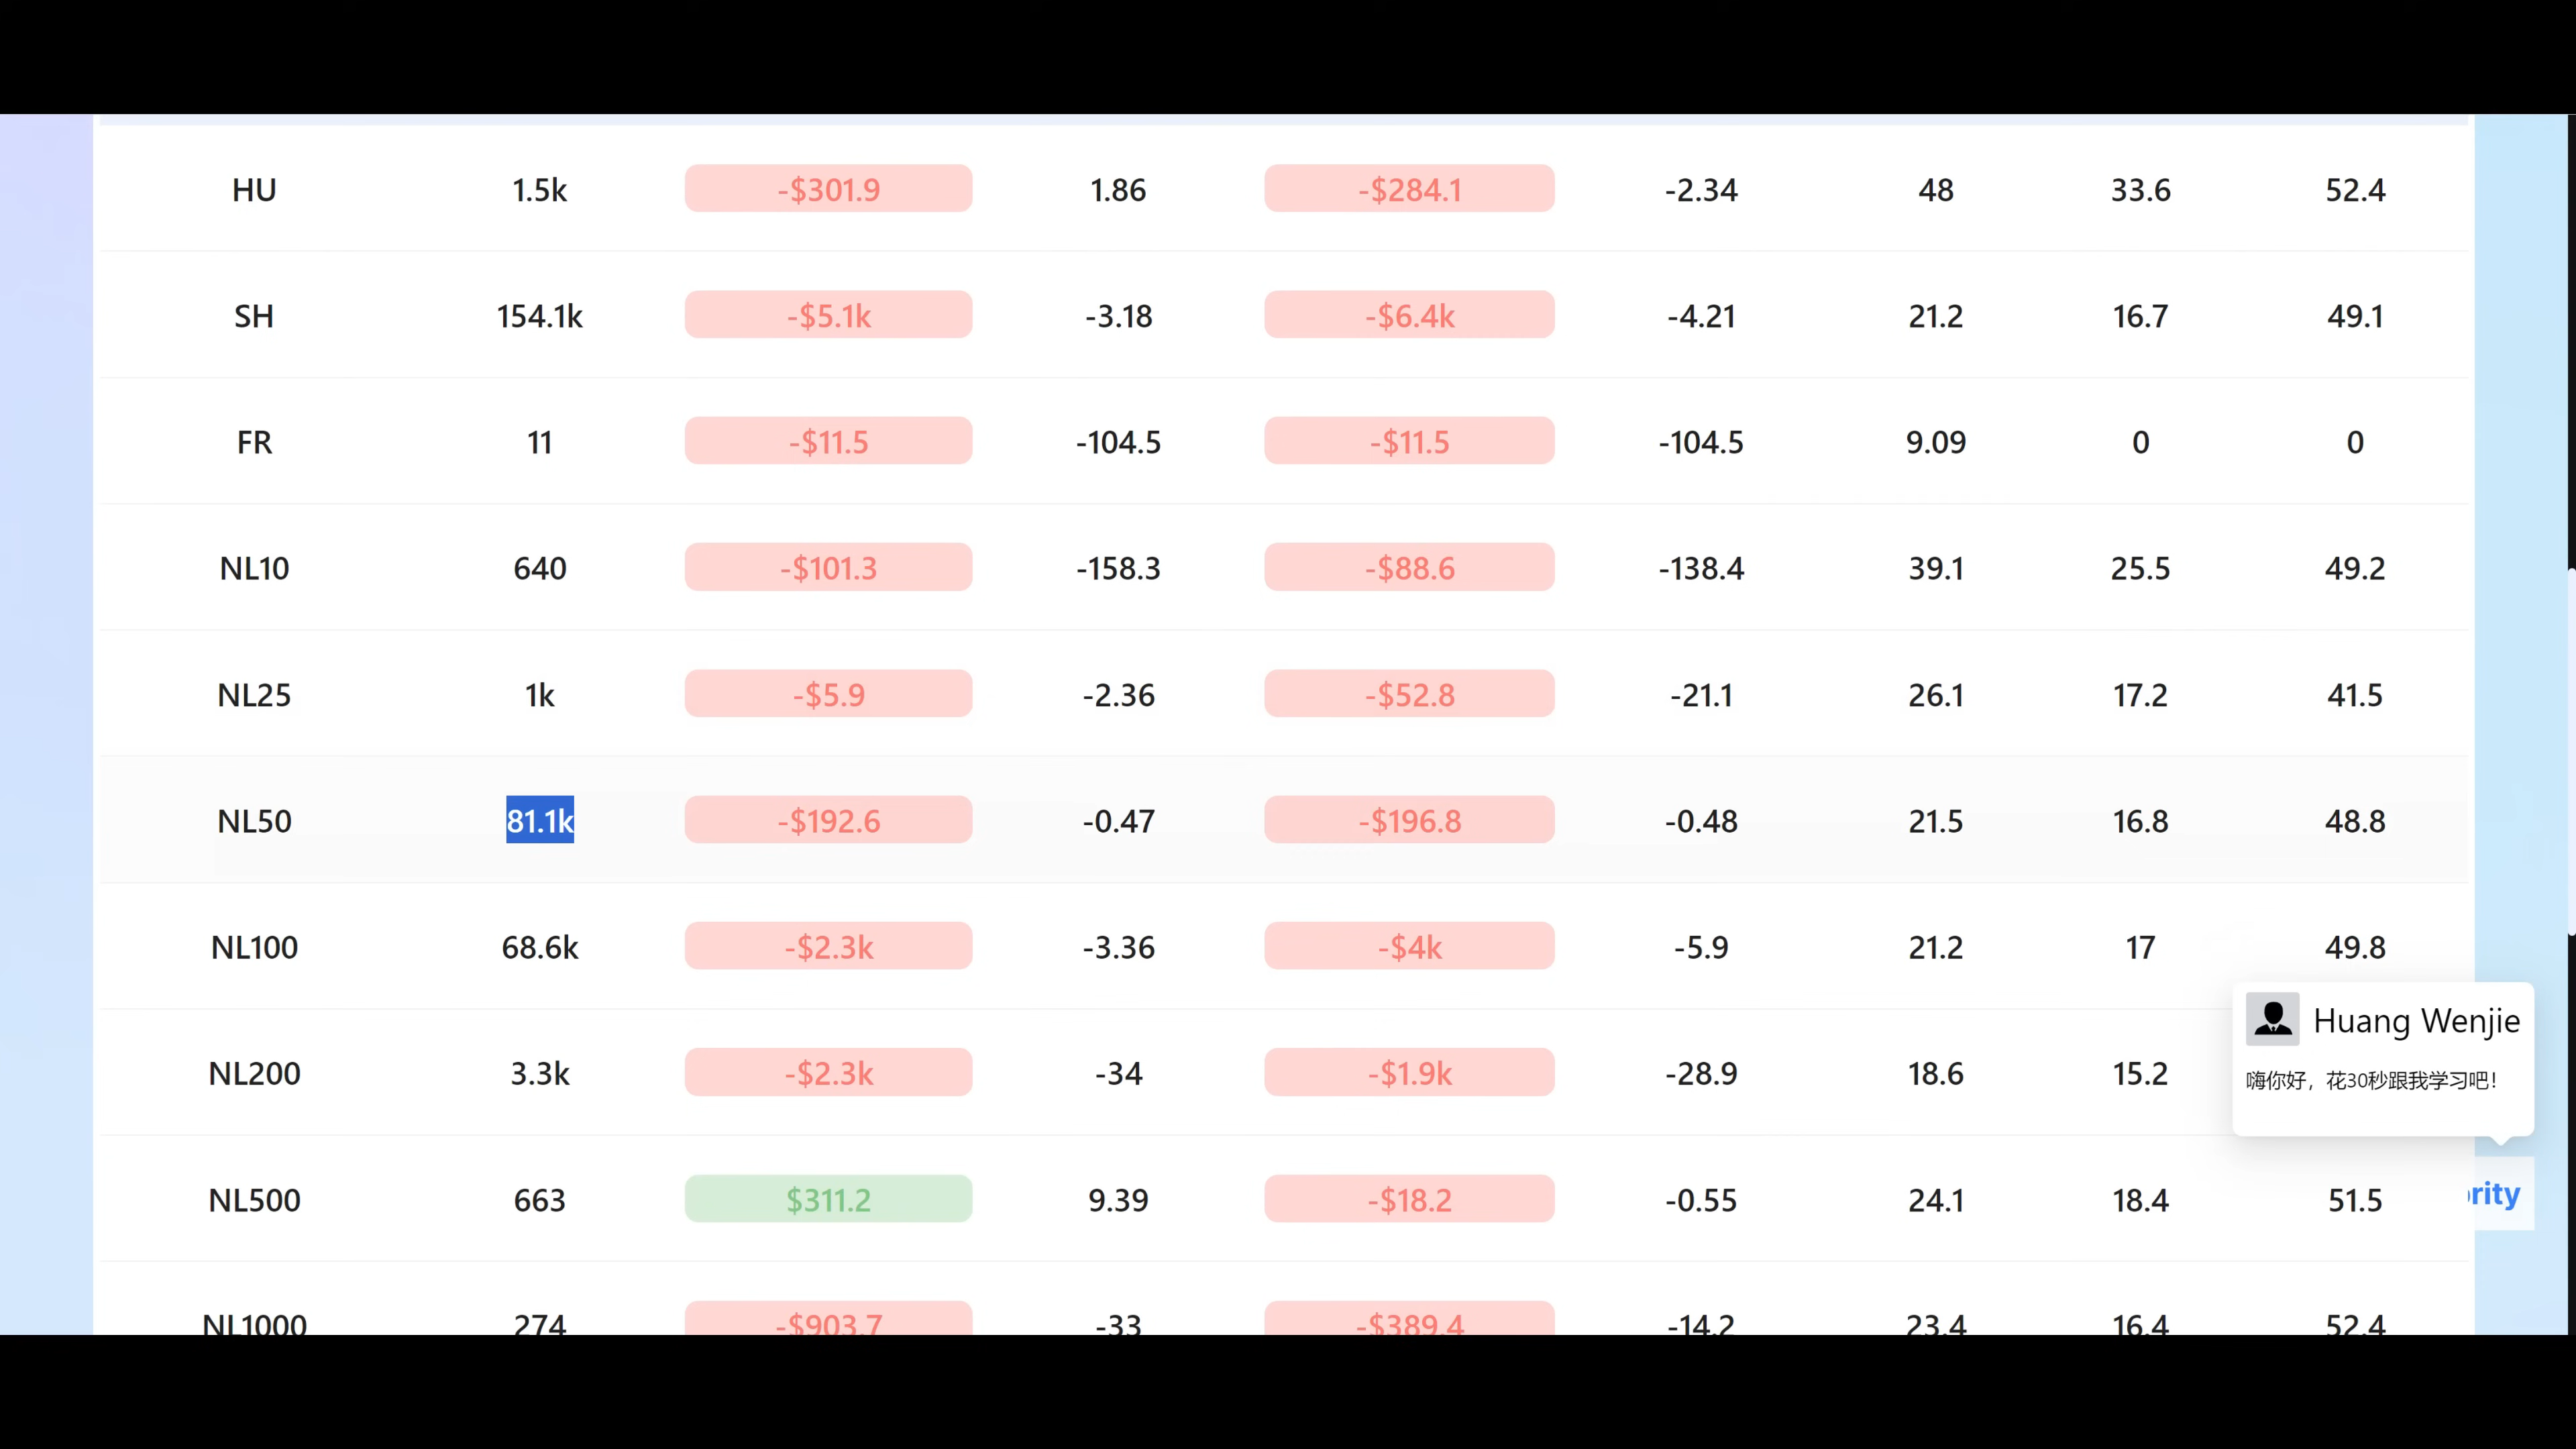 HU 1.5k -$301.9 1.86 -$284.1 -2.34 48 33.6 52.4
SH 154.1k -$5.1k -3.18 -$6.4k -4.21 21.2 16.7 49.1
FR 11 -$11.5 -104.5 -$11.5 -104.5 9.09 0 0
NL10 640 -$101.3 -158.3 -$88.6 -138.4 39.1 25.5 49.2
NL25 1k -$5.9 -2.36 -$52.8 -21.1 26.1 17.2 41.5
NL50 81.1k -$192.6 -0.47 -$196.8 -0.48 21.5 16.8 48.8
NL100 68.6k -$2.3k -3.36 -$4k -5.9 21.2 17 49.8
NL200 3.3k -$2.3k -34 -$1.9k -28.9 18.6 15.2
Huang Wenjie
嗨你好，花30秒跟我学习吧！
NL500 663 $311.2 9.39 -$18.2 -0.55 24.1 18.4 51.5
rity
NL1000 274 -$903.7 -33 -$389.4 -14.2 23.4 16.4 52.4